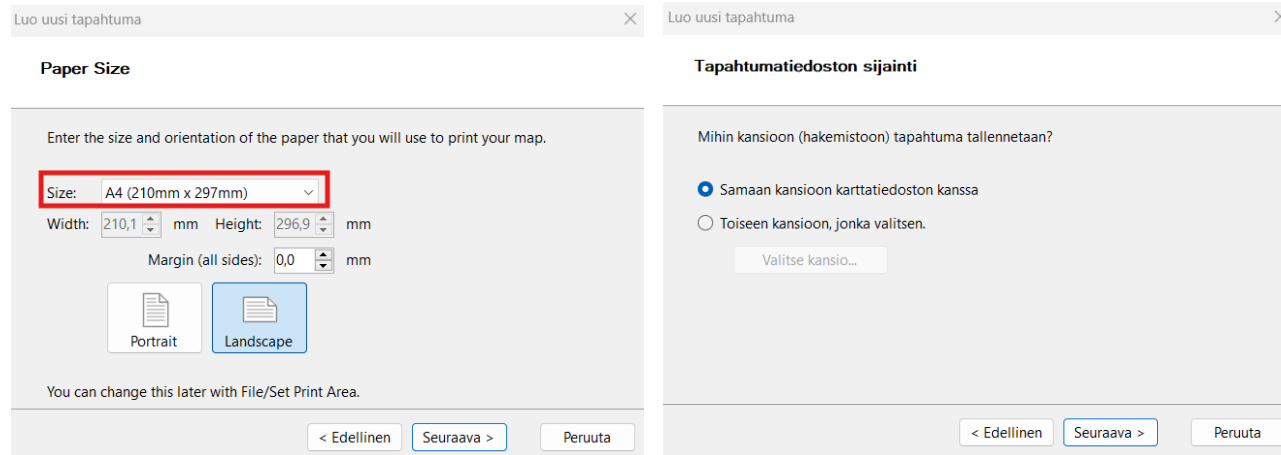 Luo uusi tapahtuma
Paper Size
Enter the size and orientation of the paper that you will use to print your map.
Size: A4 (210mm x 297mm)
Width: 210,1 mm Height: 296,9 mm
Margin (all sides): 0,0 mm
Portrait Landscape
You can change this later with File/Set Print Area.
< Edellinen Seuraava > Peruuta
Luo uusi tapahtuma
Tapahtumatiedoston sijainti
Mihin kansioon (hakemistoon) tapahtuma tallennetaan?
Samaan kansioon karttatiedoston kanssa
Toiseen kansioon, jonka valitsen.
Valitse kansio...
< Edellinen Seuraava > Peruuta